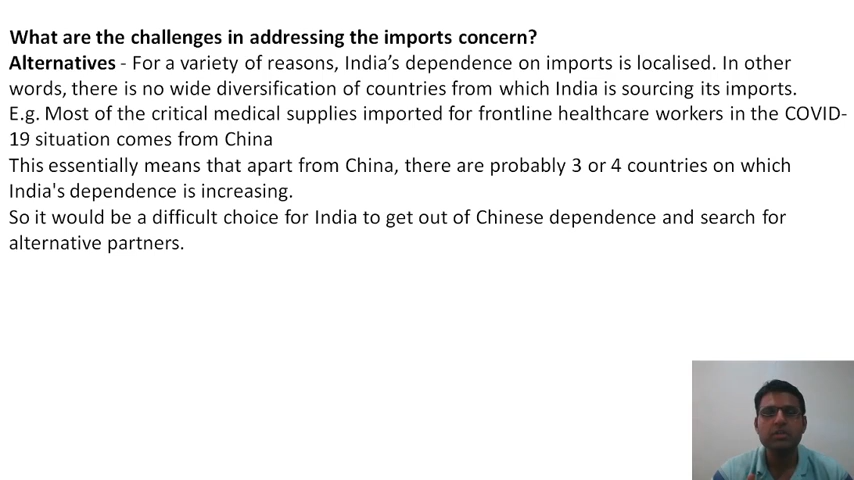 What are the challenges in addressing the imports concern?
Alternatives - For a variety of reasons, India’s dependence on imports is localised. In other
words, there is no wide diversification of countries from which India is sourcing its imports.
E.g. Most of the critical medical supplies imported for frontline healthcare workers in the COVID-
19 situation comes from China
This essentially means that apart from China, there are probably 3 or 4 countries on which
India's dependence is increasing.
So it would be a difficult choice for India to get out of Chinese dependence and search for
alternative partners.